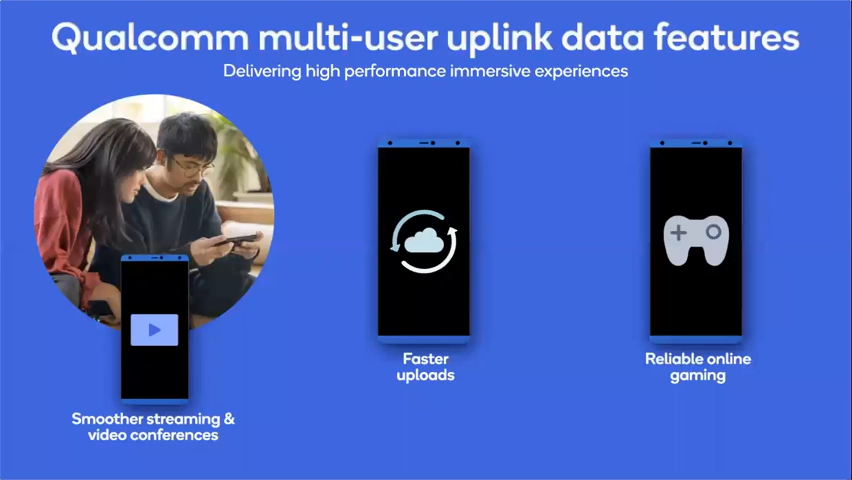 Qualcomm multi-user uplink data features
Delivering high performance immersive experiences
Smoother streaming &
video conferences
Faster
uploads
Reliable online
gaming